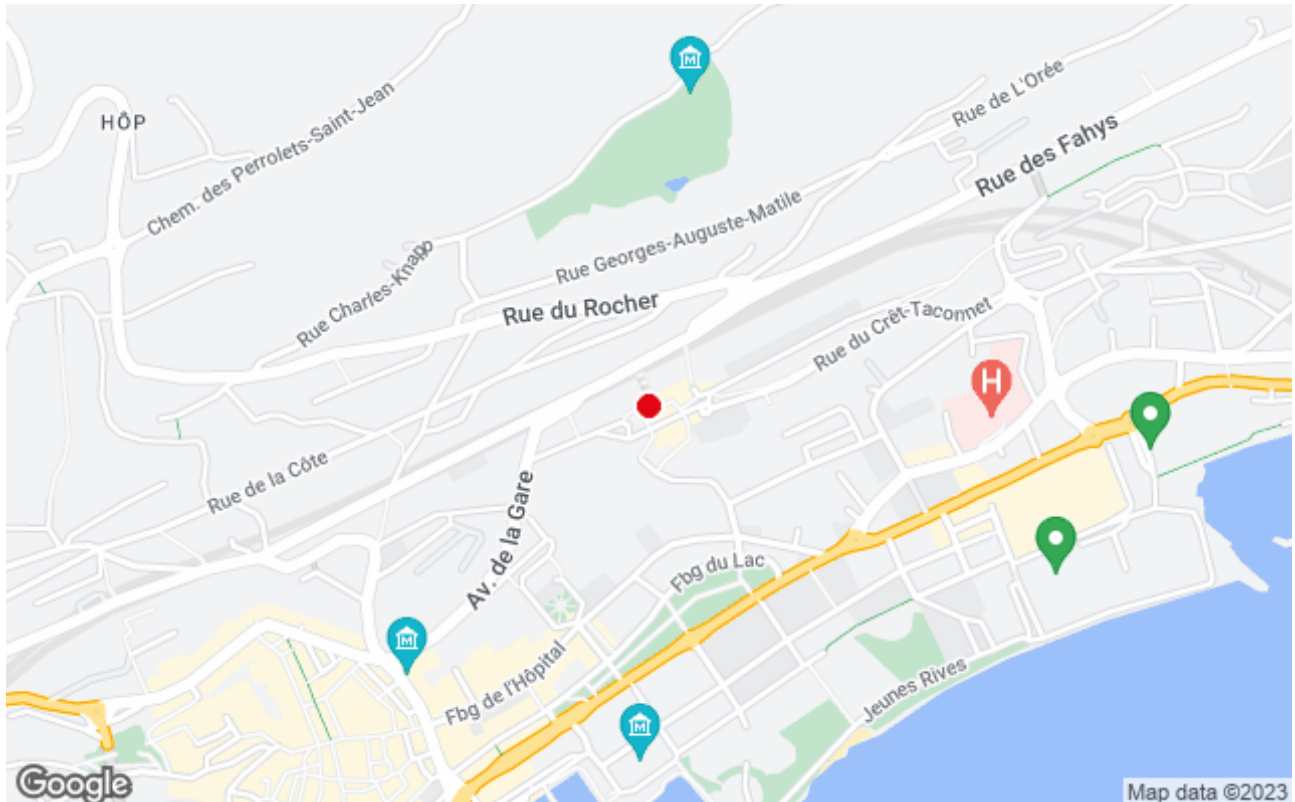 HÔP
Chem. des Perrolets-Saint-Jean
Rue de L'Orée
Rue des Fahys
Rue Georges-Auguste-Matile
Rue Charles-Knapp
Rue du Rocher
Rue du Crêt-Taconnet
H
Rue de la Côte
Av. de la Gare
Fbg du Lac
Fbg de l'Hôpital
Jeunes Rives
M
M
M
Google
Map data ©2023